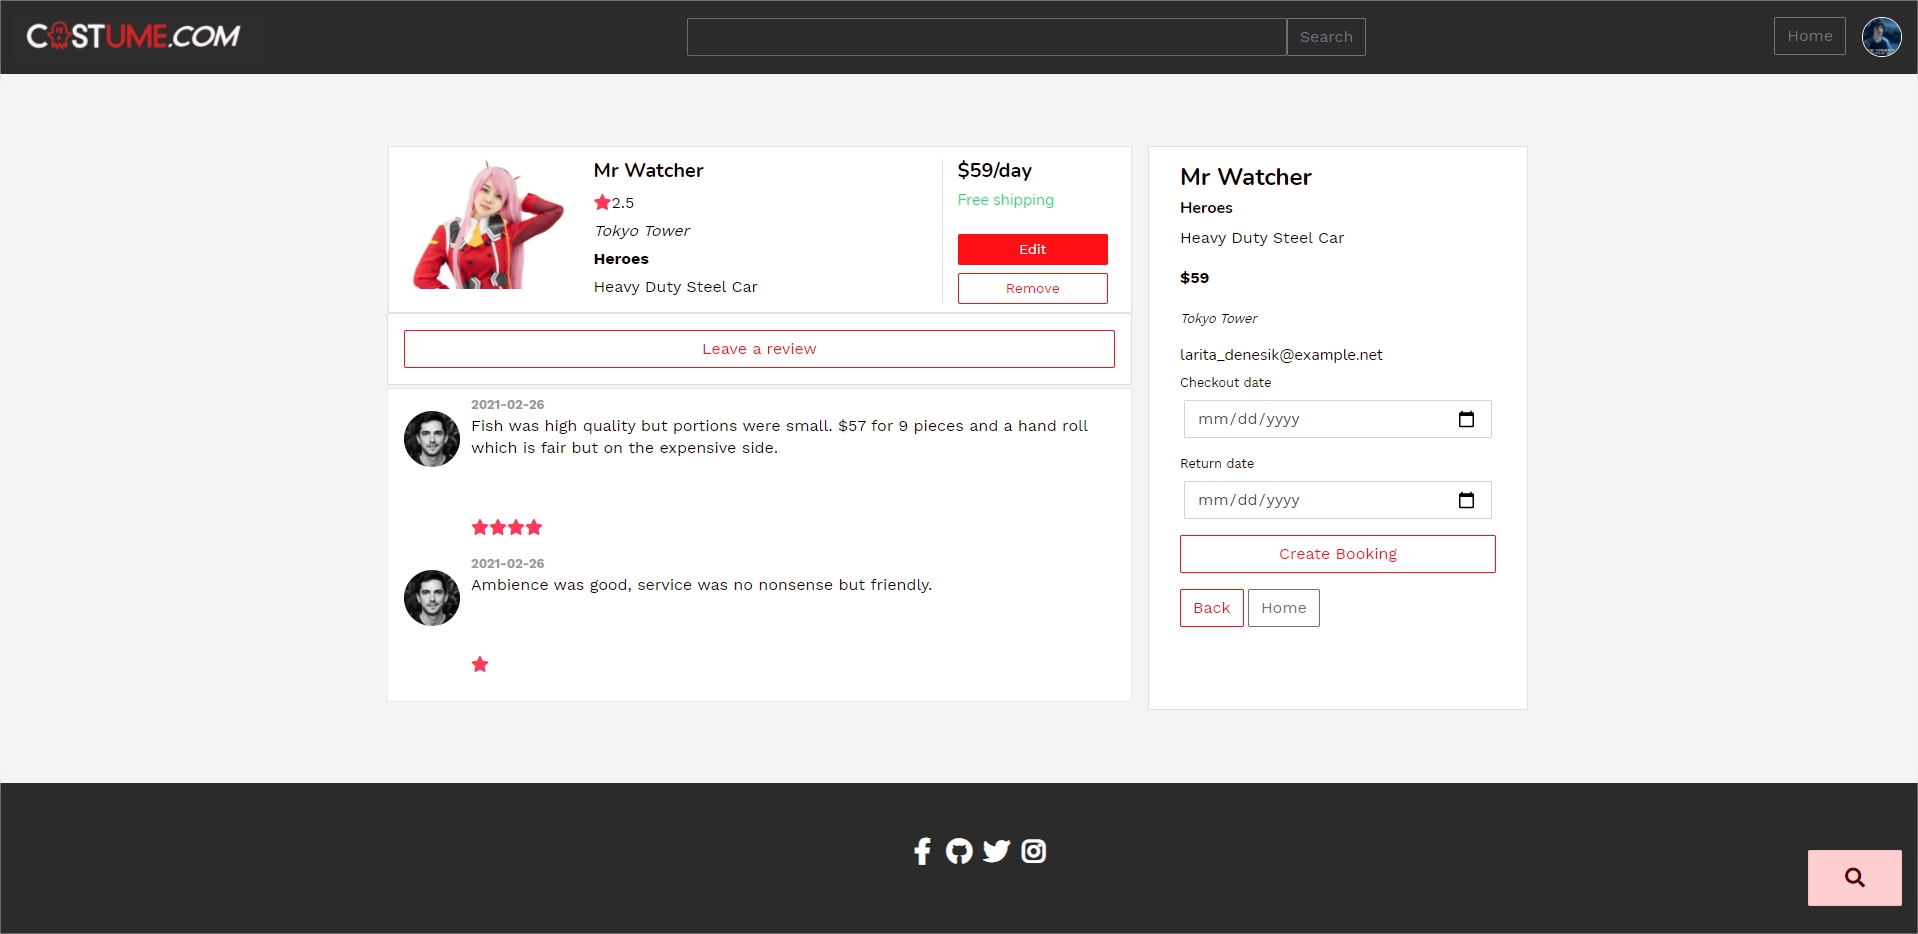 COSTUME.COM
Search
Home
Mr Watcher
2.5
Tokyo Tower
Heroes
Heavy Duty Steel Car
$59/day
Free shipping
Edit
Remove
Leave a review
2021-02-26
Fish was high quality but portions were small. $57 for 9 pieces and a hand roll
which is fair but on the expensive side.
2021-02-26
Ambience was good, service was no nonsense but friendly.
Mr Watcher
Heroes
Heavy Duty Steel Car
$59
Tokyo Tower
larita_denesik@example.net
Checkout date
mm/dd/yyyy
Return date
mm/dd/yyyy
Create Booking
Back
Home